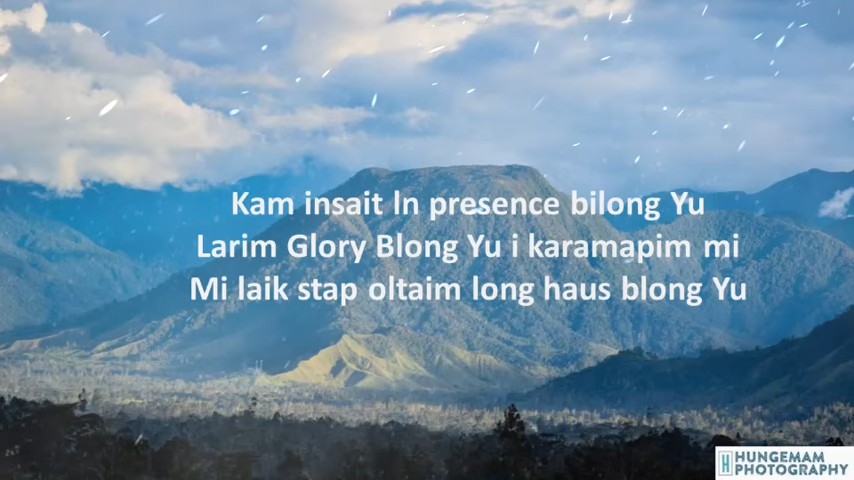 Kam insait ln presence bilong Yu
Larim Glory Blong Yu i karamapim mi
Mi laik stap oltaim long haus blong Yu
HUNGEMAM
PHOTOGRAPHY